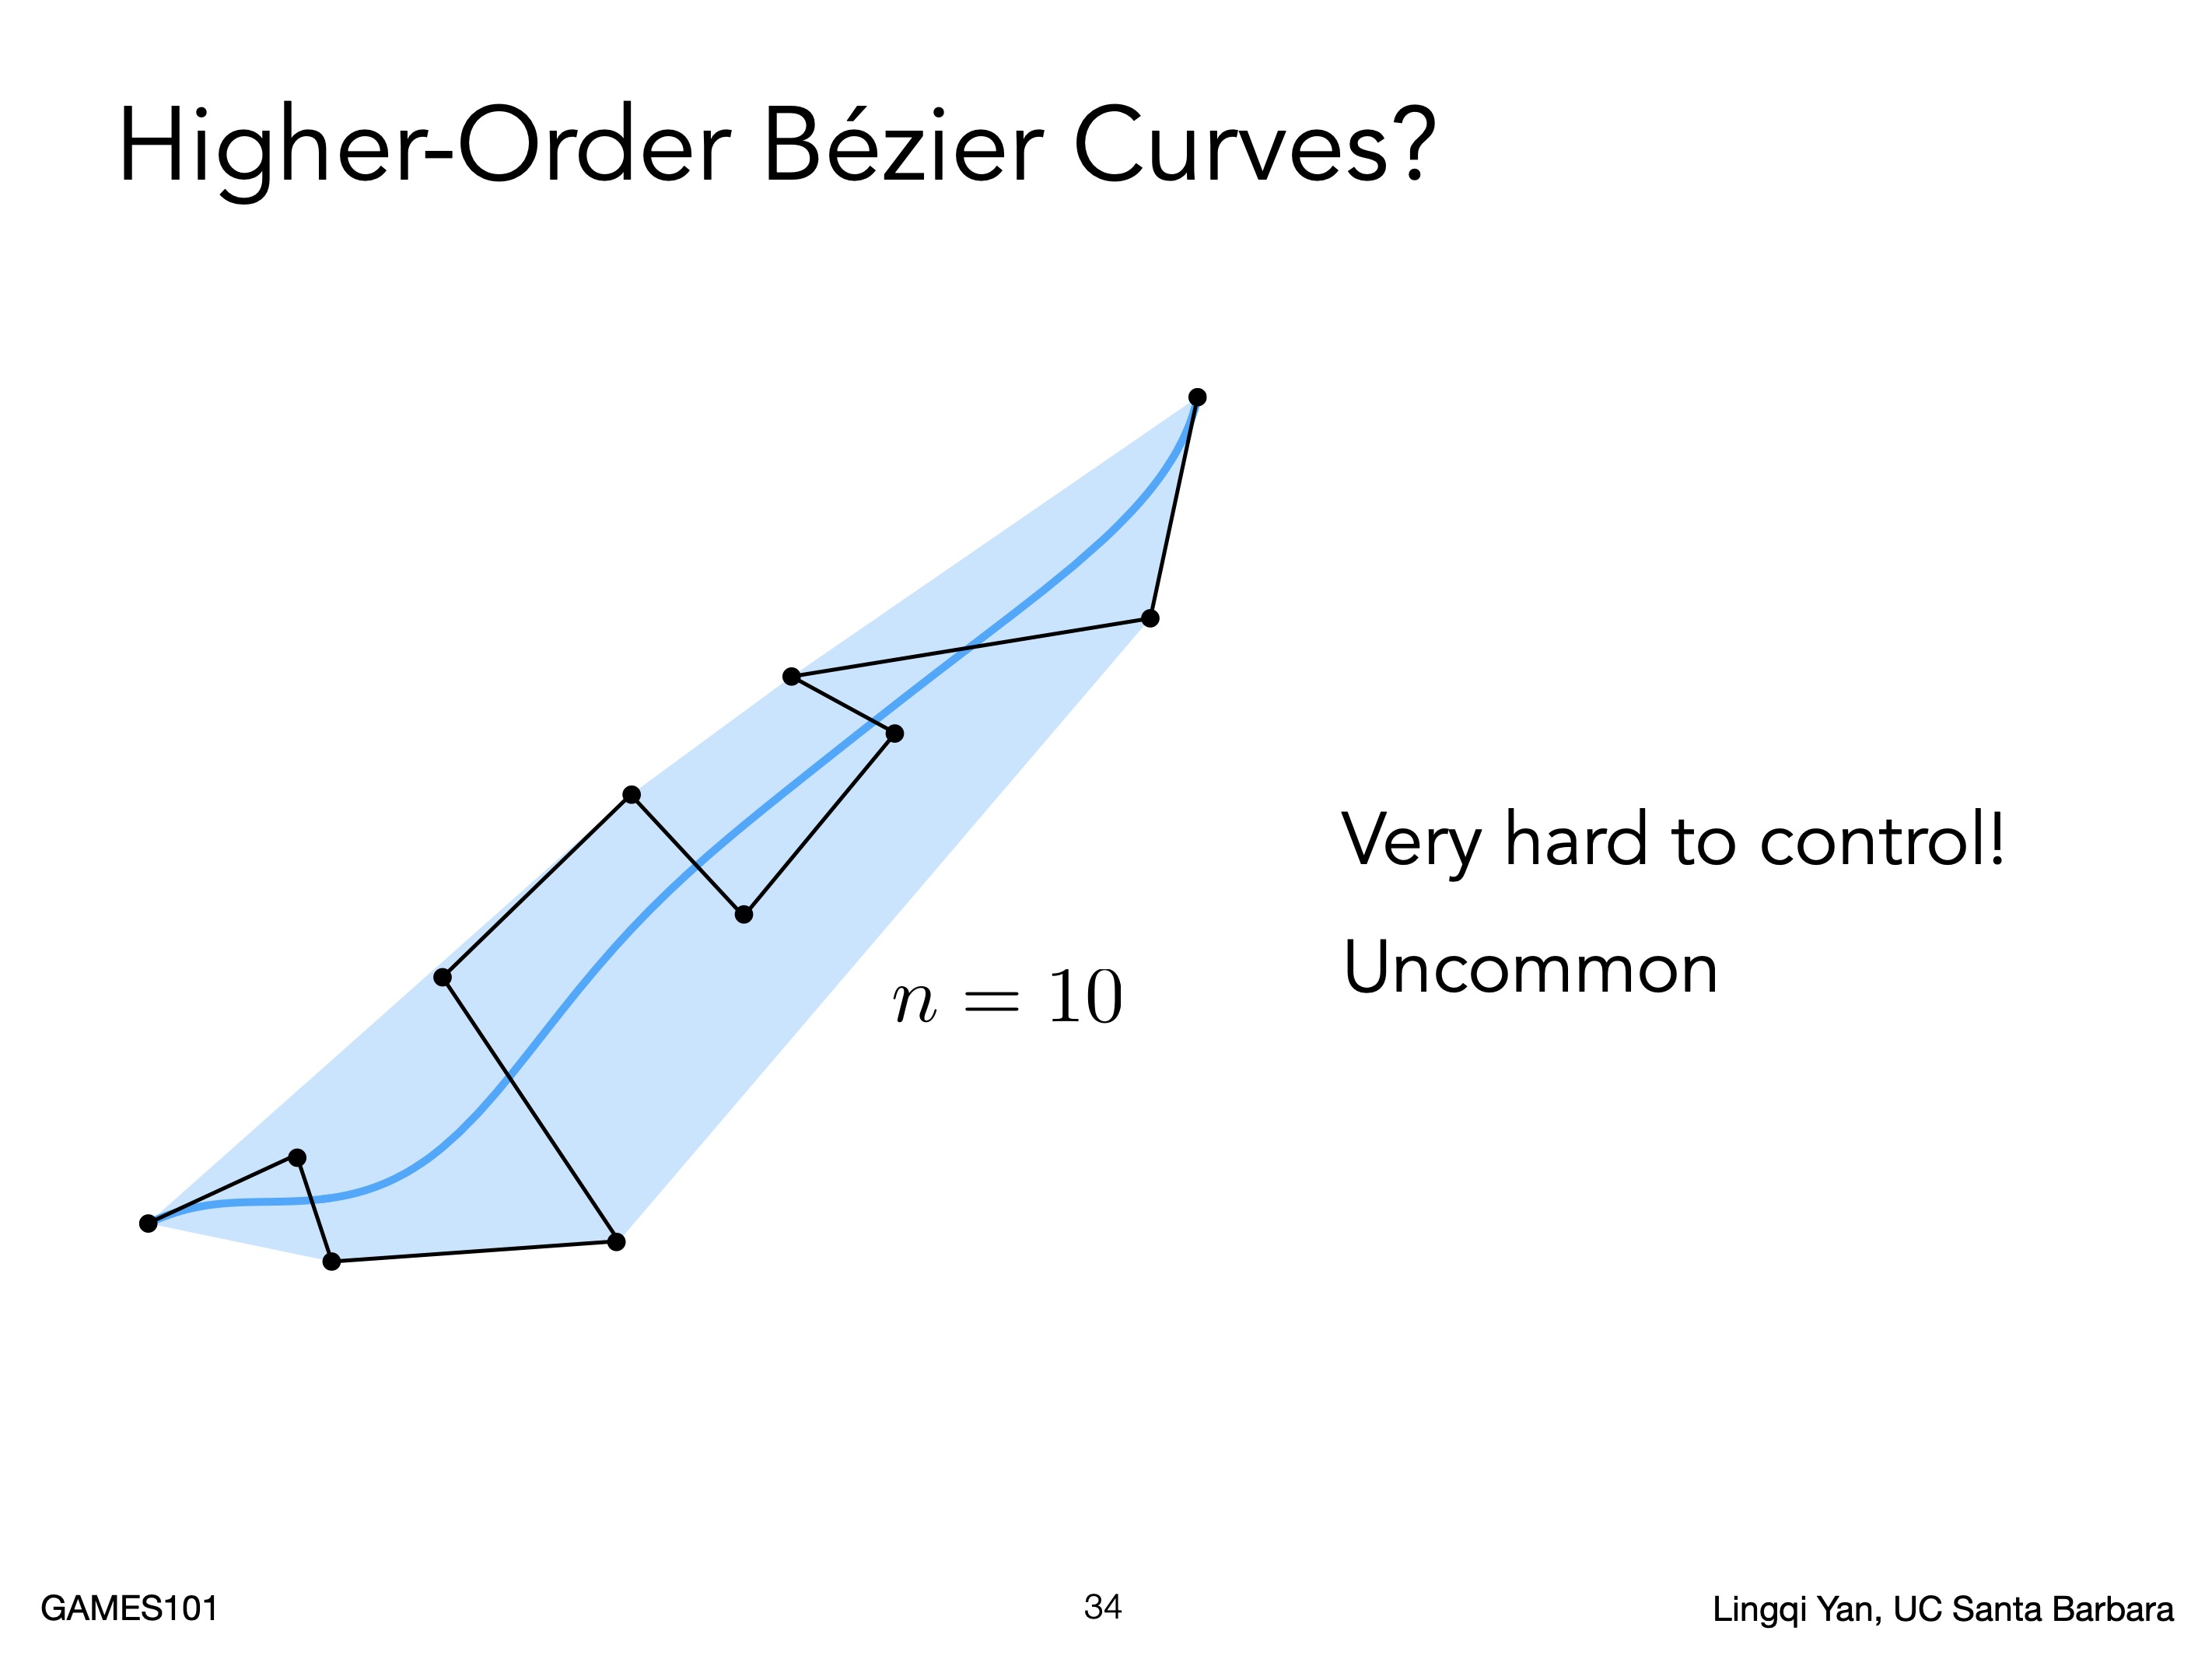 Higher-Order Bézier Curves?
Very hard to control!
n = 10
Uncommon
GAMES101
34
Lingqi Yan, UC Santa Barbara